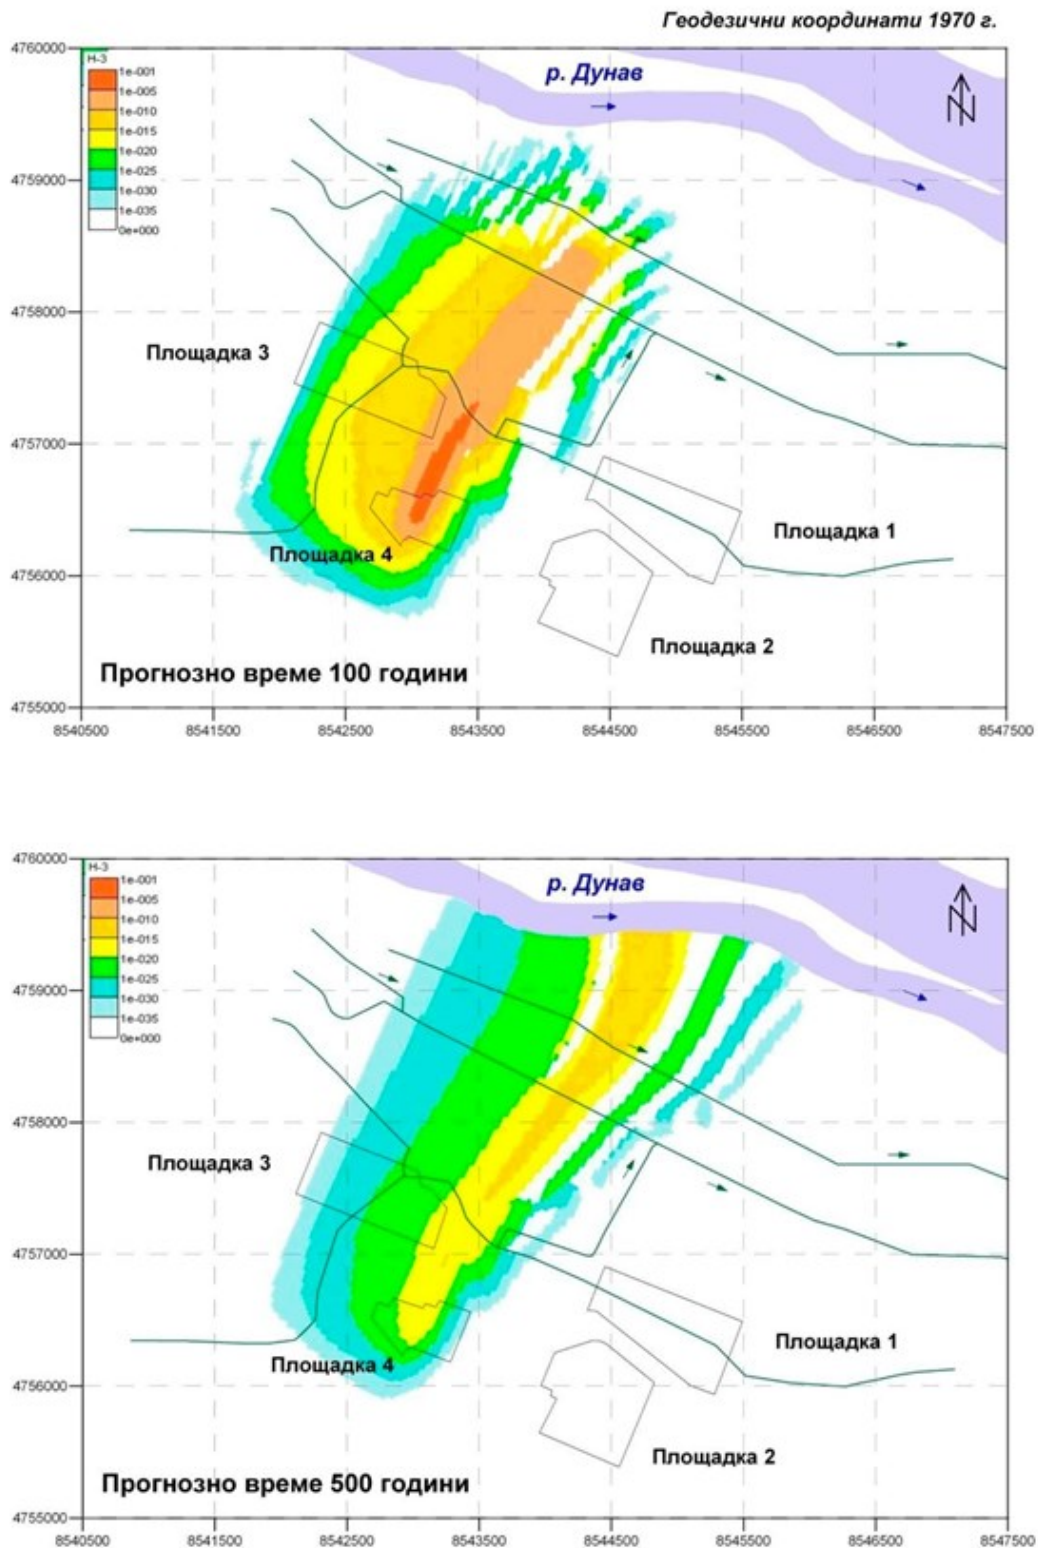 Геодезични координати 1970 г.
4760000
H-3
1e-001
1e-005
1e-010
1e-015
1e-020
1e-025
1e-030
1e-035
0e+000
р. Дунав
N
4759000
4758000
Площадка 3
4757000
Площадка 1
Площадка 4
4756000
Площадка 2
Прогнозно време 100 години
4755000
8540500 8541500 8542500 8543500 8544500 8545500 8546500 8547500
4760000
H-3
1e-001
1e-005
1e-010
1e-015
1e-020
1e-025
1e-030
1e-035
0e+000
р. Дунав
N
4759000
4758000
Площадка 3
4757000
Площадка 1
Площадка 4
4756000
Площадка 2
Прогнозно време 500 години
4755000
8540500 8541500 8542500 8543500 8544500 8545500 8546500 8547500